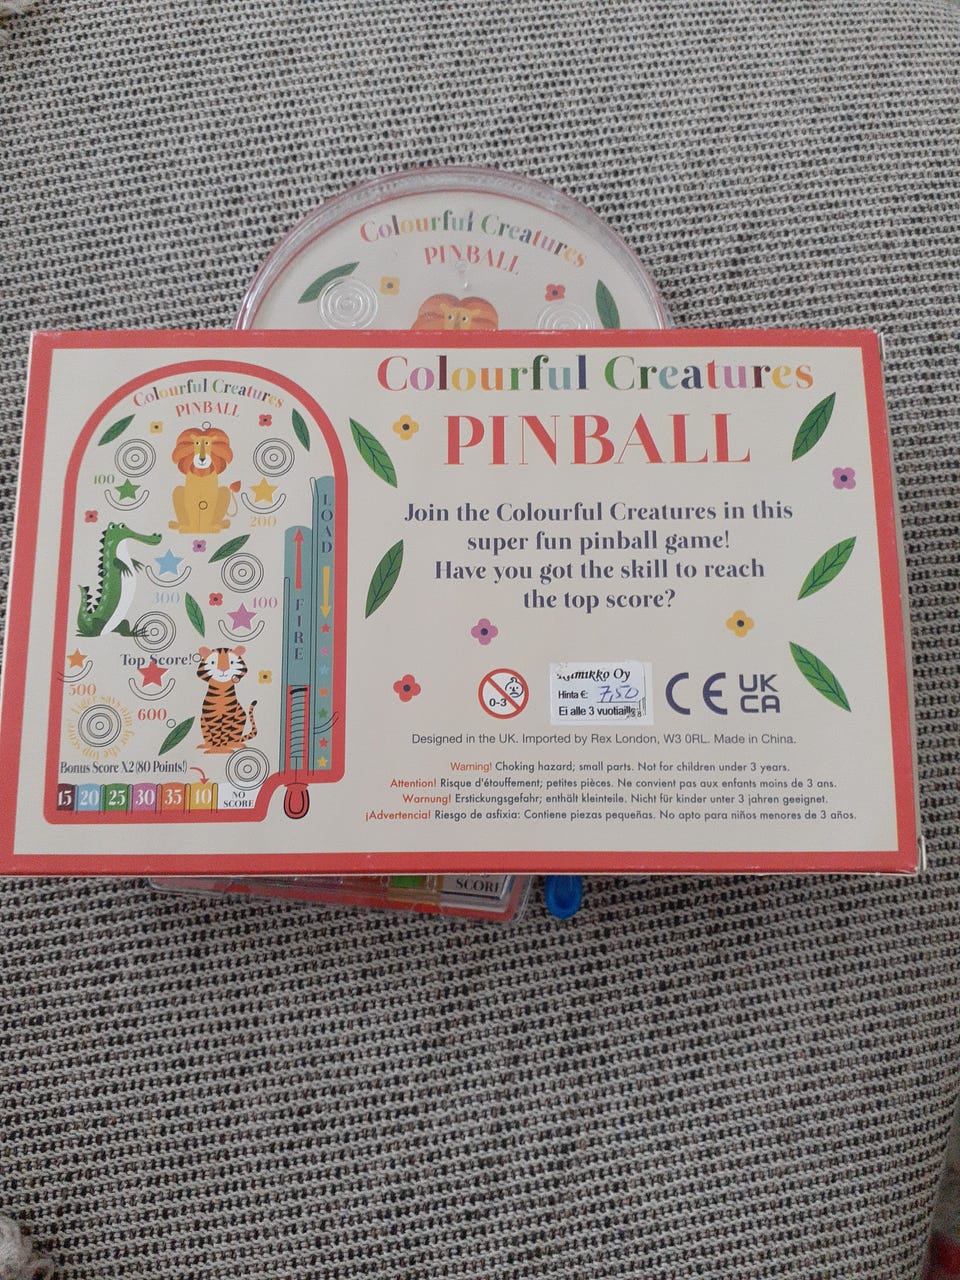 Colourful Creatures
PINBALL
Colourful Creatures
PINBALL
100
200
300
100
Top Score!
500
600
Bonus Score X2 (80 Points!)
15 20 25 30 35 10
NO
SCORE
LOAD
FIRE
Colourful Creatures
PINBALL
Join the Colourful Creatures in this
super fun pinball game!
Have you got the skill to reach
the top score?
0-3
Oy
Hinta €: 7,50
Ei alle 3 vuotiaille
CE UK
CA
Designed in the UK. Imported by Rex London, W3 0RL. Made in China.
Warning! Choking hazard; small parts. Not for children under 3 years.
Attention! Risque d'étouffement; petites pièces. Ne convient pas aux enfants moins de 3 ans.
Warnung! Erstickungsgefahr; enthält kleinteile. Nicht für kinder unter 3 jahren geeignet.
¡Advertencia! Riesgo de asfixia: Contiene piezas pequeñas. No apto para niños menores de 3 años.
SCORE